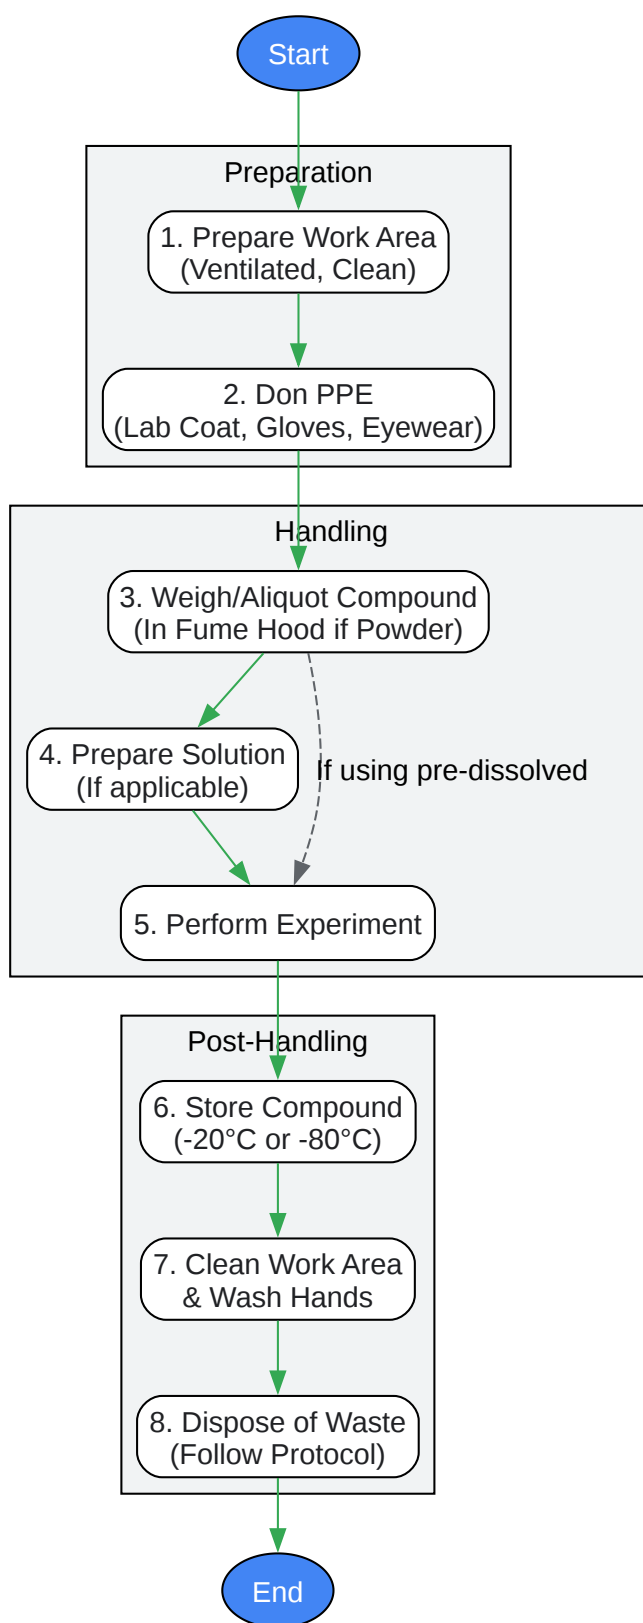 Start
Preparation
1. Prepare Work Area
(Ventilated, Clean)
2. Don PPE
(Lab Coat, Gloves, Eyewear)
Handling
3. Weigh/Aliquot Compound
(In Fume Hood if Powder)
4. Prepare Solution
(If applicable)
If using pre-dissolved
5. Perform Experiment
Post-Handling
6. Store Compound
(-20°C or -80°C)
7. Clean Work Area
& Wash Hands
8. Dispose of Waste
(Follow Protocol)
End